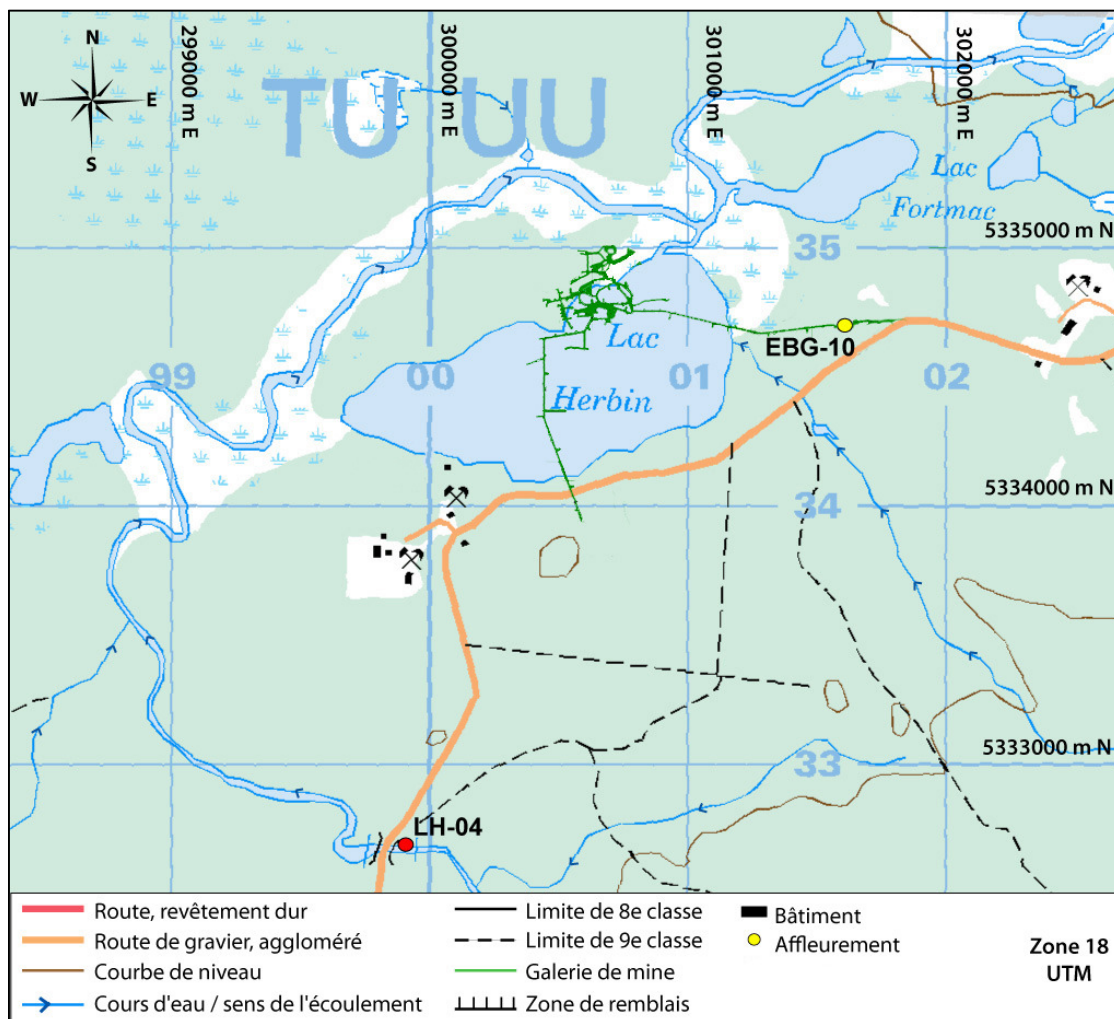 N
W E
S
299000 m E
300000 m E
301000 m E
302000 m E
TU UU
Lac
Fortmac
5335000 m N
35
Lac
Herbin
EBG-10
99
00
01
02
5334000 m N
34
5333000 m N
33
LH-04
Route, revêtement dur
Route de gravier, aggloméré
Courbe de niveau
Cours d'eau / sens de l'écoulement
Limite de 8e classe
Limite de 9e classe
Galerie de mine
Zone de remblais
Bâtiment
Affleurement
Zone 18
UTM